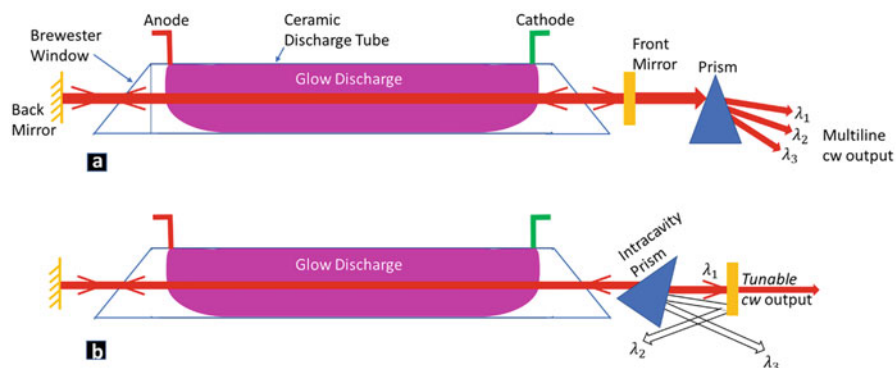 Anode
Ceramic
Discharge Tube
Cathode
Brewester
Window
Front
Mirror
Prism
Glow Discharge
Back
Mirror
λ1
λ2
λ3
Multiline
cw output
a
Glow Discharge
Intracavity
Prism
λ1
Tunable
cw output
λ2
λ3
b